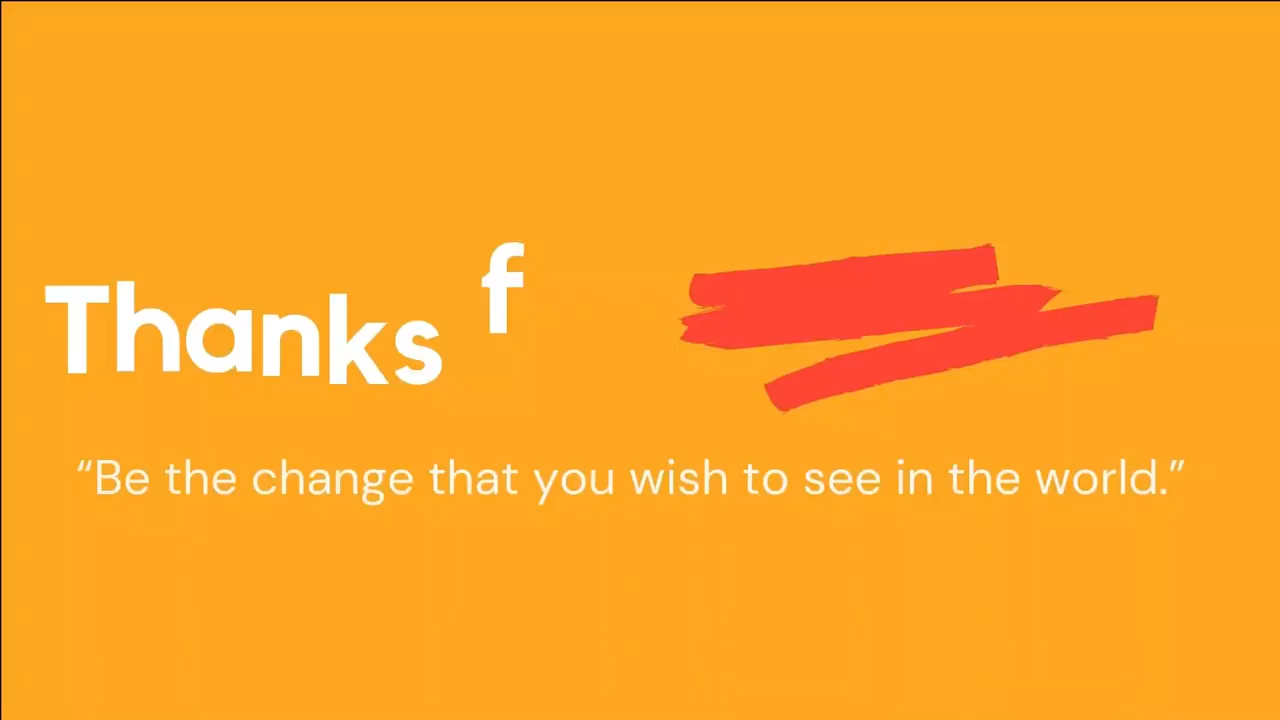 Thanks f
“Be the change that you wish to see in the world.”